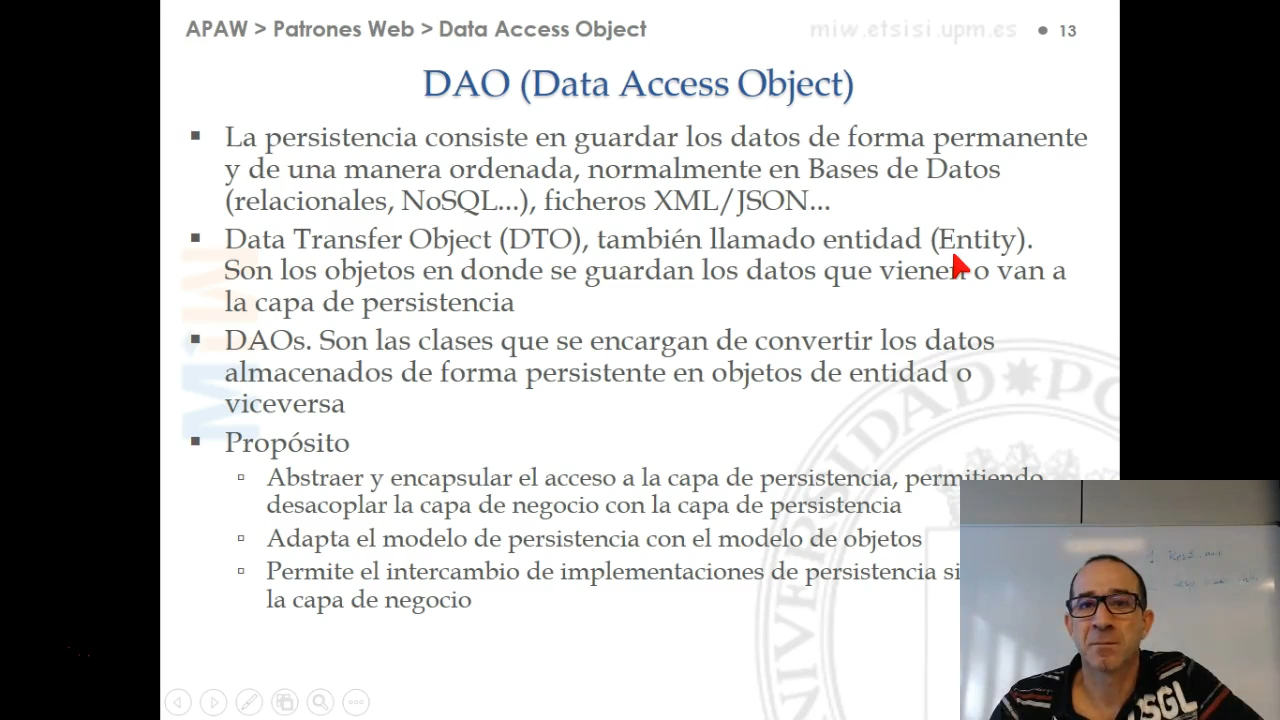 APAW > Patrones Web > Data Access Object
miw.etsisi.upm.es
13
DAO (Data Access Object)
La persistencia consiste en guardar los datos de forma permanente
y de una manera ordenada, normalmente en Bases de Datos
(relacionales, NoSQL...), ficheros XML/JSON...
Data Transfer Object (DTO), también llamado entidad (Entity).
Son los objetos en donde se guardan los datos que vienen o van a
la capa de persistencia
DAOs. Son las clases que se encargan de convertir los datos
almacenados de forma persistente en objetos de entidad o
viceversa
Propósito
Abstraer y encapsular el acceso a la capa de persistencia, permitiendo
desacoplar la capa de negocio con la capa de persistencia
Adapta el modelo de persistencia con el modelo de objetos
Permite el intercambio de implementaciones de persistencia
la capa de negocio
MiW
UNIVERSIDAD
SGL